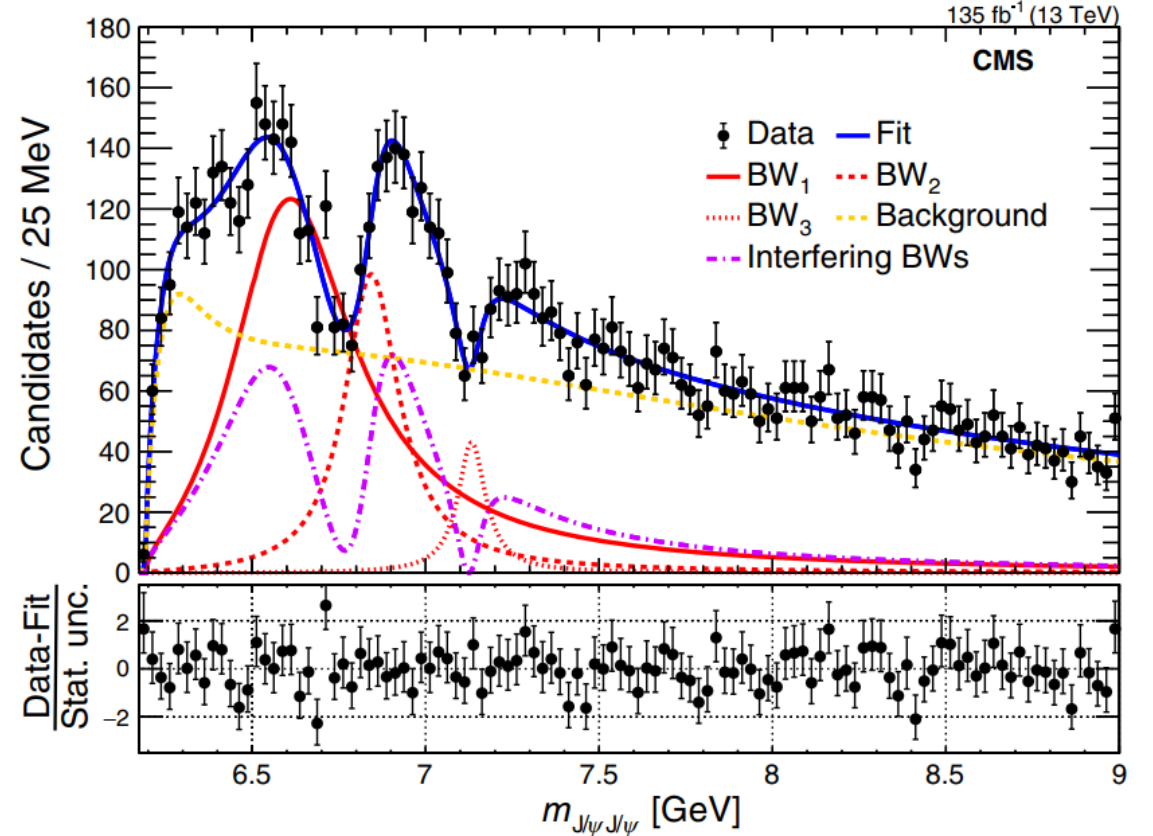 135 fb⁻¹ (13 TeV)
CMS
Candidates / 25 MeV
180
160
140
120
100
80
60
40
20
0
Data
Fit
BW₁
BW₂
BW₃
Background
Interfering BWs
Data-Fit
Stat. unc.
2
0
−2
6.5 7 7.5 8 8.5 9
m J/ψ J/ψ [GeV]